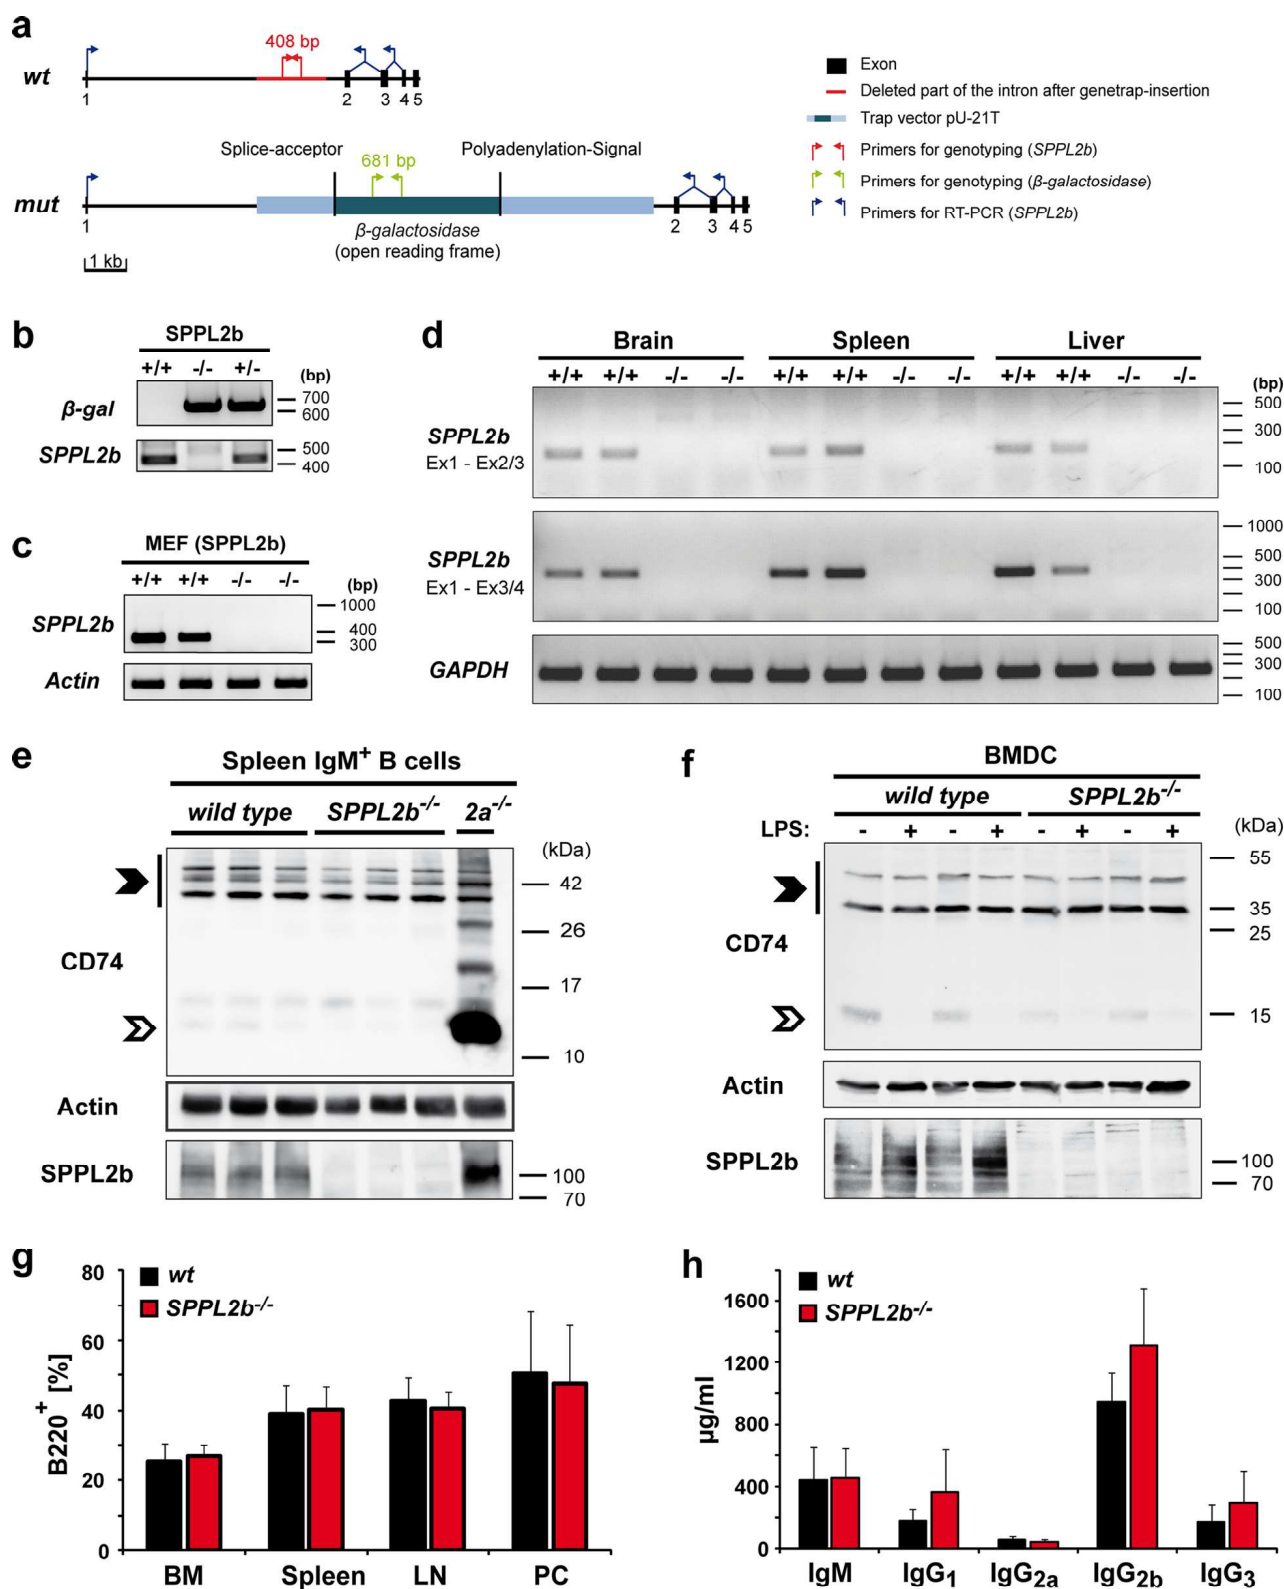 a
408 bp
wt
1 2 3 4 5
Splice-acceptor
681 bp
Polyadenylation-Signal
mut
1 2 3 4 5
β-galactosidase
(open reading frame)
1 kb
Exon
Deleted part of the intron after genetrap-insertion
Trap vector pU-21T
Primers for genotyping (SPPL2b)
Primers for genotyping (β-galactosidase)
Primers for RT-PCR (SPPL2b)
b
SPPL2b
+/+ -/- +/- (bp)
β-gal
700
600
SPPL2b
500
400
c
MEF (SPPL2b)
+/+ +/+ -/- -/- (bp)
SPPL2b
1000
400
300
Actin
d
Brain Spleen Liver
+/+ +/+ -/- -/- +/+ +/+ -/- -/- +/+ +/+ -/- -/- (bp)
SPPL2b
Ex1 - Ex2/3
500
300
100
SPPL2b
Ex1 - Ex3/4
1000
500
300
100
GAPDH
500
300
100
e
Spleen IgM+ B cells
wild type SPPL2b-/- 2a-/-
(kDa)
42
26
CD74
17
10
Actin
SPPL2b
100
70
f
BMDC
wild type SPPL2b-/-
LPS: - + - + - + - + (kDa)
55
35
25
CD74
15
Actin
SPPL2b
100
70
g
wt
SPPL2b-/-
B220+ [%]
80
60
40
20
0
BM Spleen LN PC
h
wt
SPPL2b-/-
µg/ml
1600
1200
800
400
0
IgM IgG1 IgG2a IgG2b IgG3